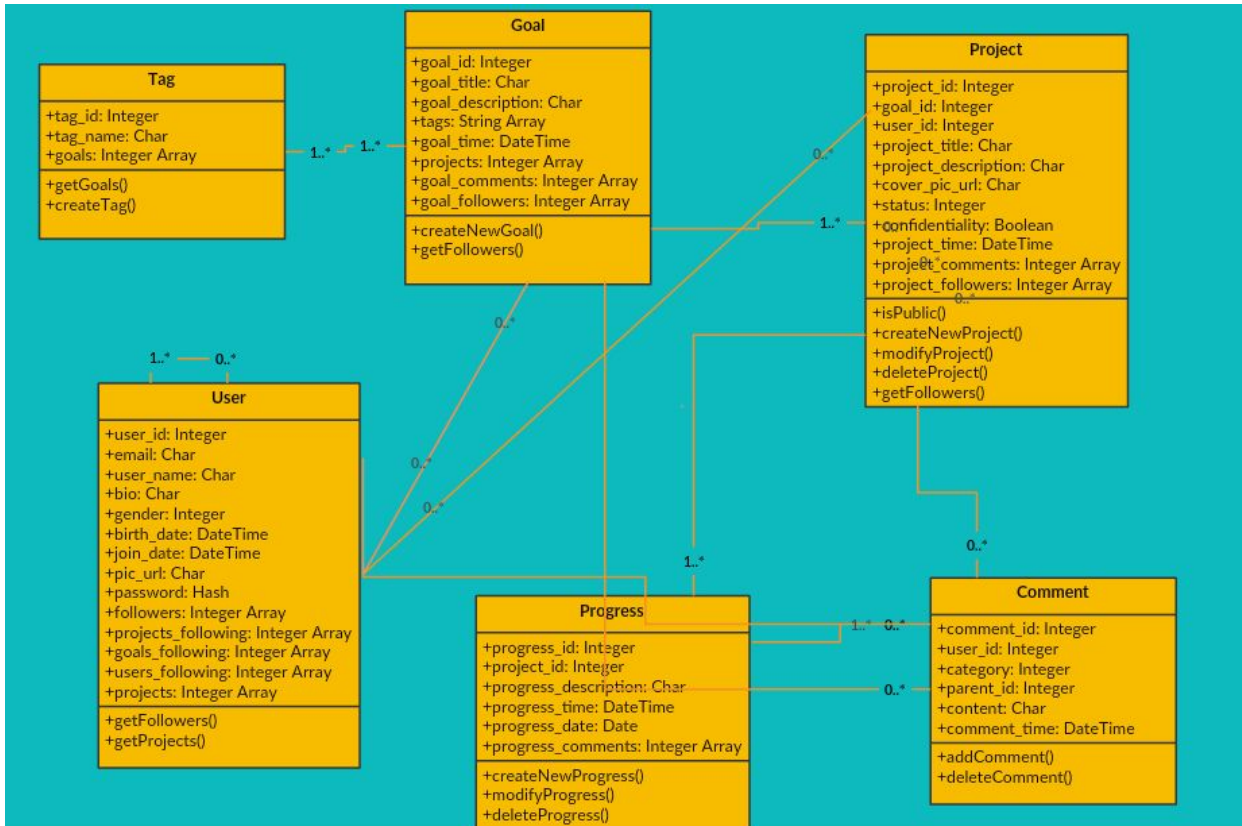 Tag
+tag_id: Integer
+tag_name: Char
+goals: Integer Array
+getGoals()
+createTag()
1..*
1..*
Goal
+goal_id: Integer
+goal_title: Char
+goal_description: Char
+tags: String Array
+goal_time: DateTime
+projects: Integer Array
+goal_comments: Integer Array
+goal_followers: Integer Array
+createNewGoal()
+getFollowers()
1..*
0..*
Project
+project_id: Integer
+goal_id: Integer
+user_id: Integer
+project_title: Char
+project_description: Char
+cover_pic_url: Char
+status: Integer
+confidentiality: Boolean
+project_time: DateTime
+project_comments: Integer Array
+project_followers: Integer Array
+isPublic()
+createNewProject()
+modifyProject()
+deleteProject()
+getFollowers()
0..*
0..*
0..*
0..*
0..*
0..*
1..*
0..*
User
+user_id: Integer
+email: Char
+user_name: Char
+bio: Char
+gender: Integer
+birth_date: DateTime
+join_date: DateTime
+pic_url: Char
+password: Hash
+followers: Integer Array
+projects_following: Integer Array
+goals_following: Integer Array
+users_following: Integer Array
+projects: Integer Array
+getFollowers()
+getProjects()
1..*
Progress
+progress_id: Integer
+project_id: Integer
+progress_description: Char
+progress_time: DateTime
+progress_date: Date
+progress_comments: Integer Array
+createNewProgress()
+modifyProgress()
+deleteProgress()
0..*
1..*
0..*
0..*
Comment
+comment_id: Integer
+user_id: Integer
+category: Integer
+parent_id: Integer
+content: Char
+comment_time: DateTime
+addComment()
+deleteComment()